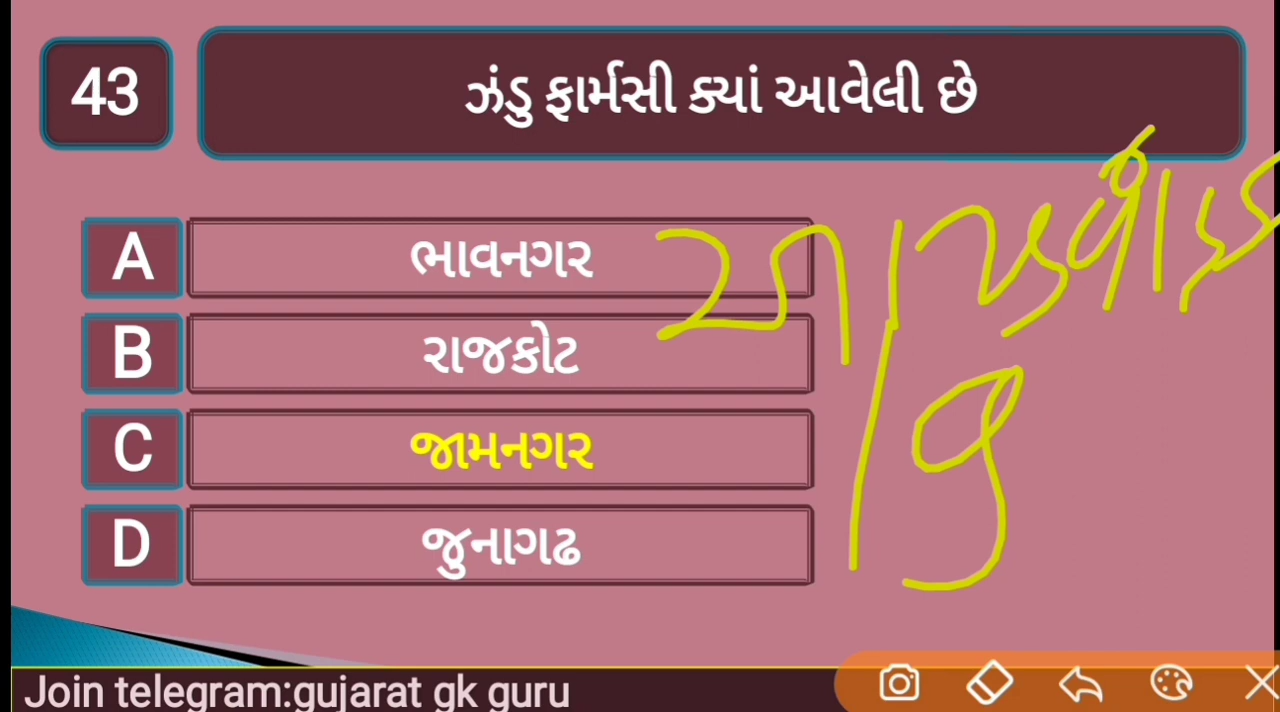 43
ઝંડુ ફાર્મસી ક્યાં આવેલી છે
A ભાવનગર
B રાજકોટ
C જામનગર
D જુનાગઢ
Join telegram:gujarat gk guru